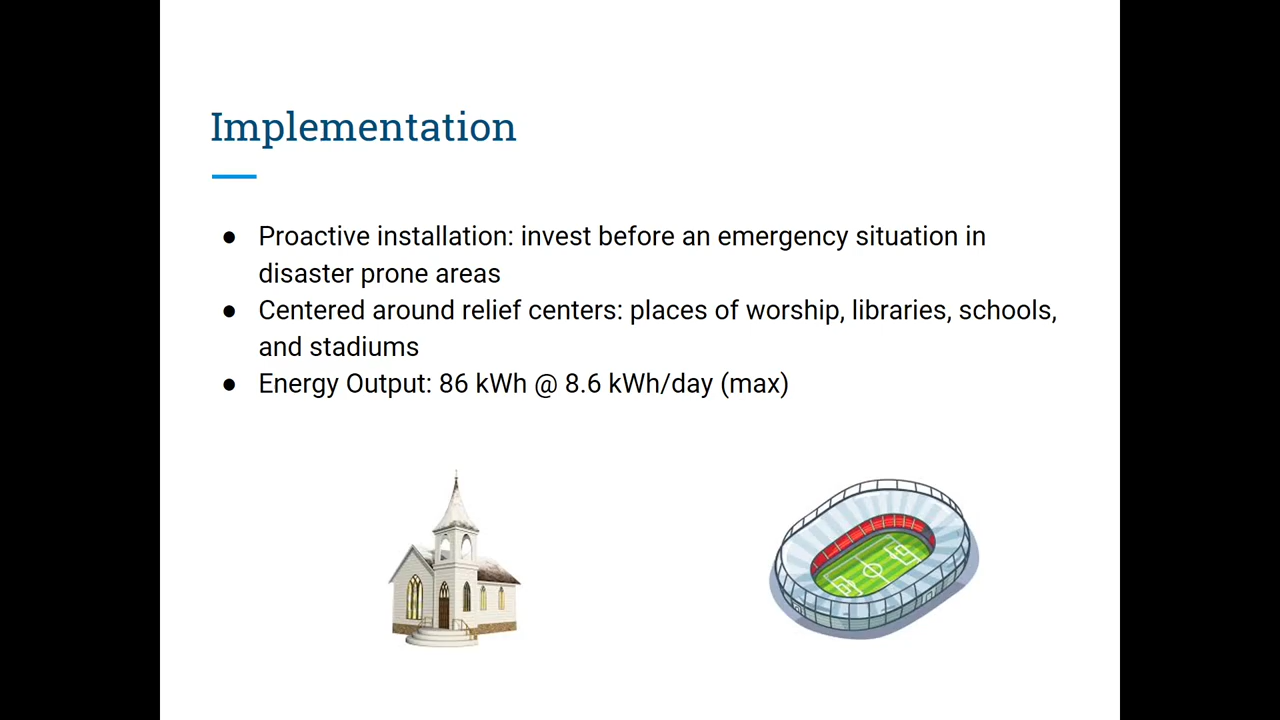 Implementation
● Proactive installation: invest before an emergency situation in
disaster prone areas
● Centered around relief centers: places of worship, libraries, schools,
and stadiums
● Energy Output: 86 kWh @ 8.6 kWh/day (max)